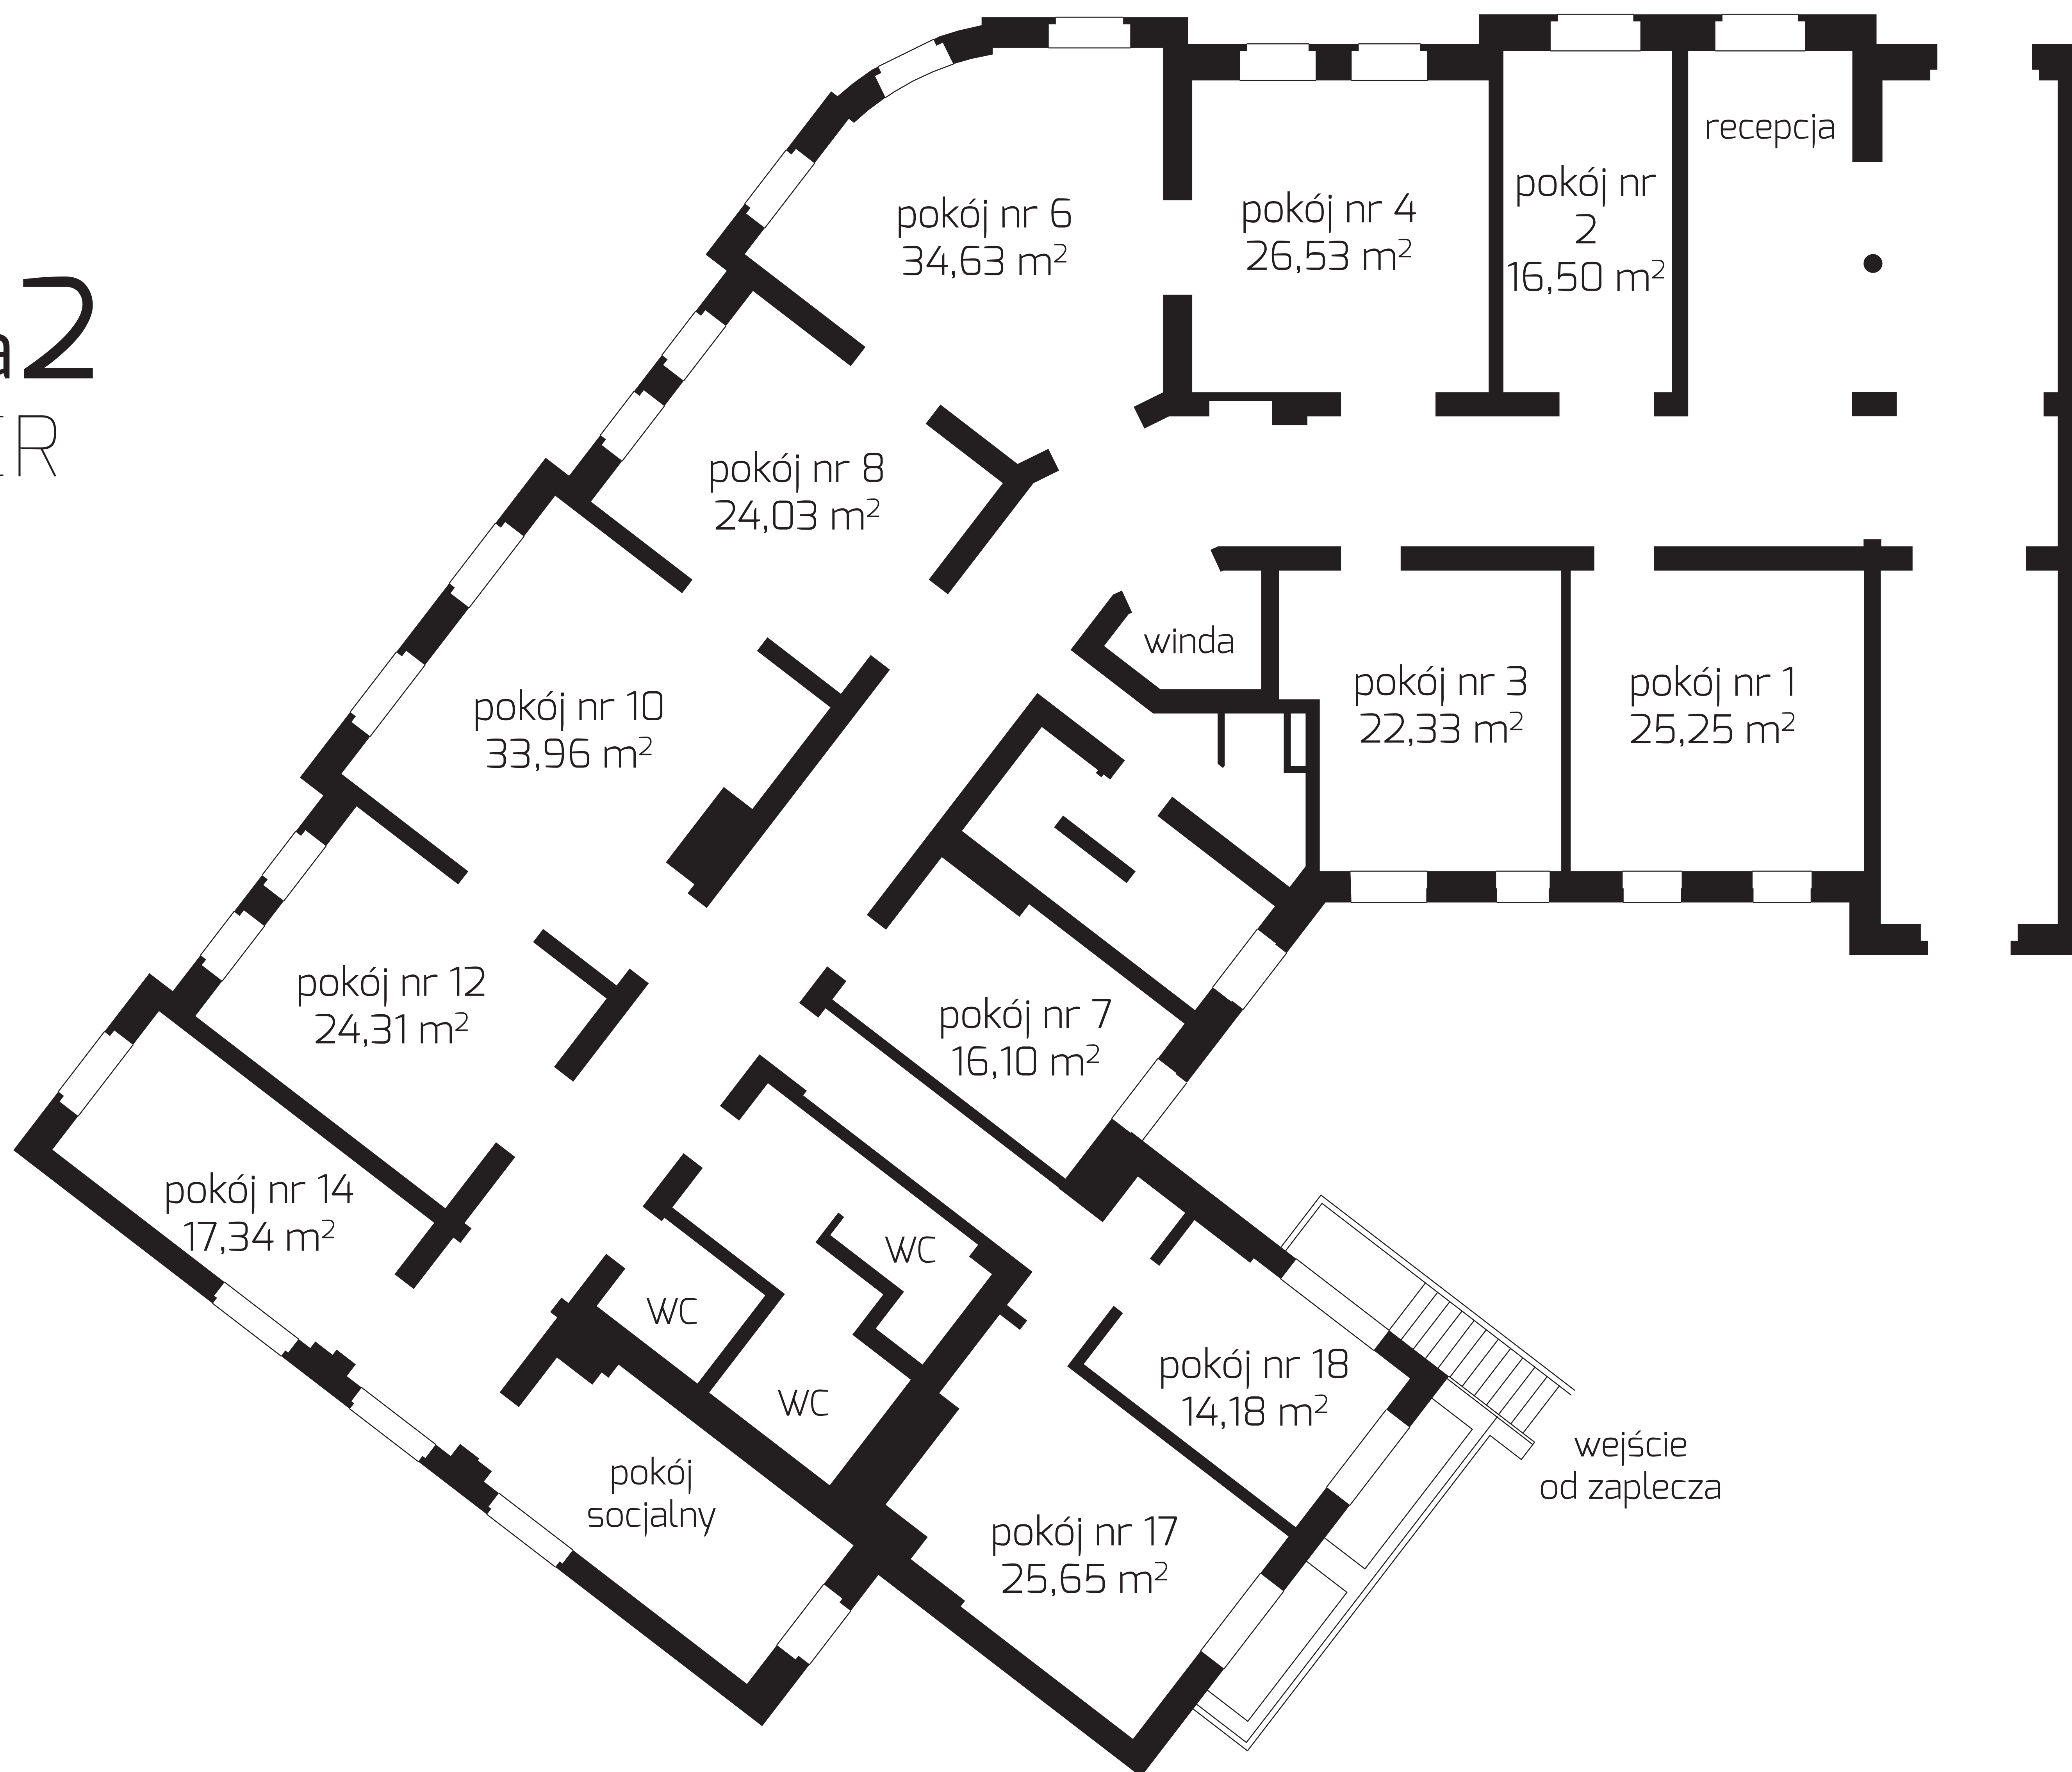 a2
ER
recepcja
pokój nr 6
34,63 m²
pokój nr 4
26,53 m²
pokój nr
2
16,50 m²
pokój nr 8
24,03 m²
winda
pokój nr 3
22,33 m²
pokój nr 1
25,25 m²
pokój nr 10
33,96 m²
pokój nr 12
24,31 m²
pokój nr 7
16,10 m²
pokój nr 14
17,34 m²
WC
WC
WC
pokój nr 18
14,18 m²
wejście
od zaplecza
pokój
socjalny
pokój nr 17
25,65 m²